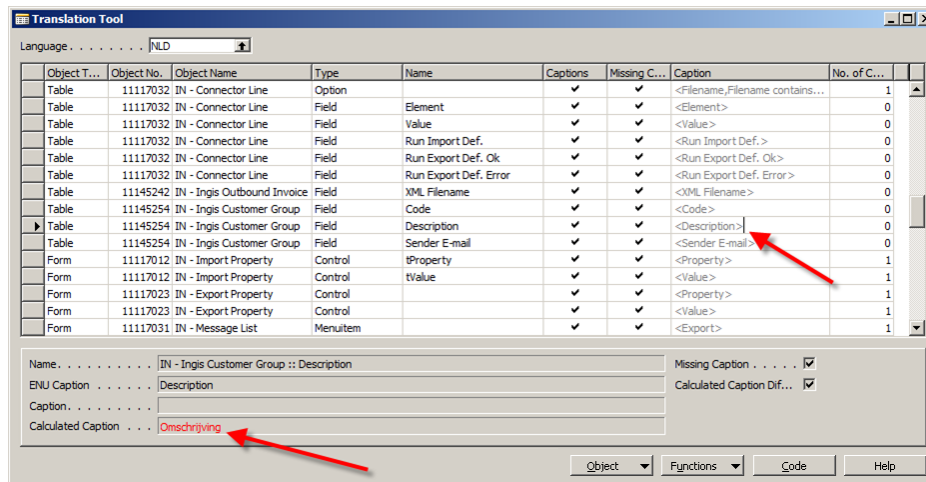 Translation Tool
Language . . . . . . . . NLD
Object T... Object No. Object Name Type Name Captions Missing C... Caption No. of C...
Table 11117032 IN - Connector Line Option <Filename,Filename contains... 1
Table 11117032 IN - Connector Line Field Element <Element> 0
Table 11117032 IN - Connector Line Field Value <Value> 0
Table 11117032 IN - Connector Line Field Run Import Def. <Run Import Def.> 0
Table 11117032 IN - Connector Line Field Run Export Def. Ok <Run Export Def. Ok> 0
Table 11117032 IN - Connector Line Field Run Export Def. Error <Run Export Def. Error> 0
Table 11145242 IN - Ingis Outbound Invoice Field XML Filename <XML Filename> 0
Table 11145254 IN - Ingis Customer Group Field Code <Code> 0
Table 11145254 IN - Ingis Customer Group Field Description <Description> 0
Table 11145254 IN - Ingis Customer Group Field Sender E-mail <Sender E-mail> 0
Form 11117012 IN - Import Property Control tProperty <Property> 1
Form 11117012 IN - Import Property Control tValue <Value> 1
Form 11117023 IN - Export Property Control <Property> 1
Form 11117023 IN - Export Property Control <Value> 1
Form 11117031 IN - Message List Menuitem <Export> 1
Name. . . . . . . . . . IN - Ingis Customer Group :: Description Missing Caption . . . . .
ENU Caption . . . . . . Description Calculated Caption Dif...
Caption. . . . . . . . .
Calculated Caption . . . Omschrijving
Object Functions Code Help